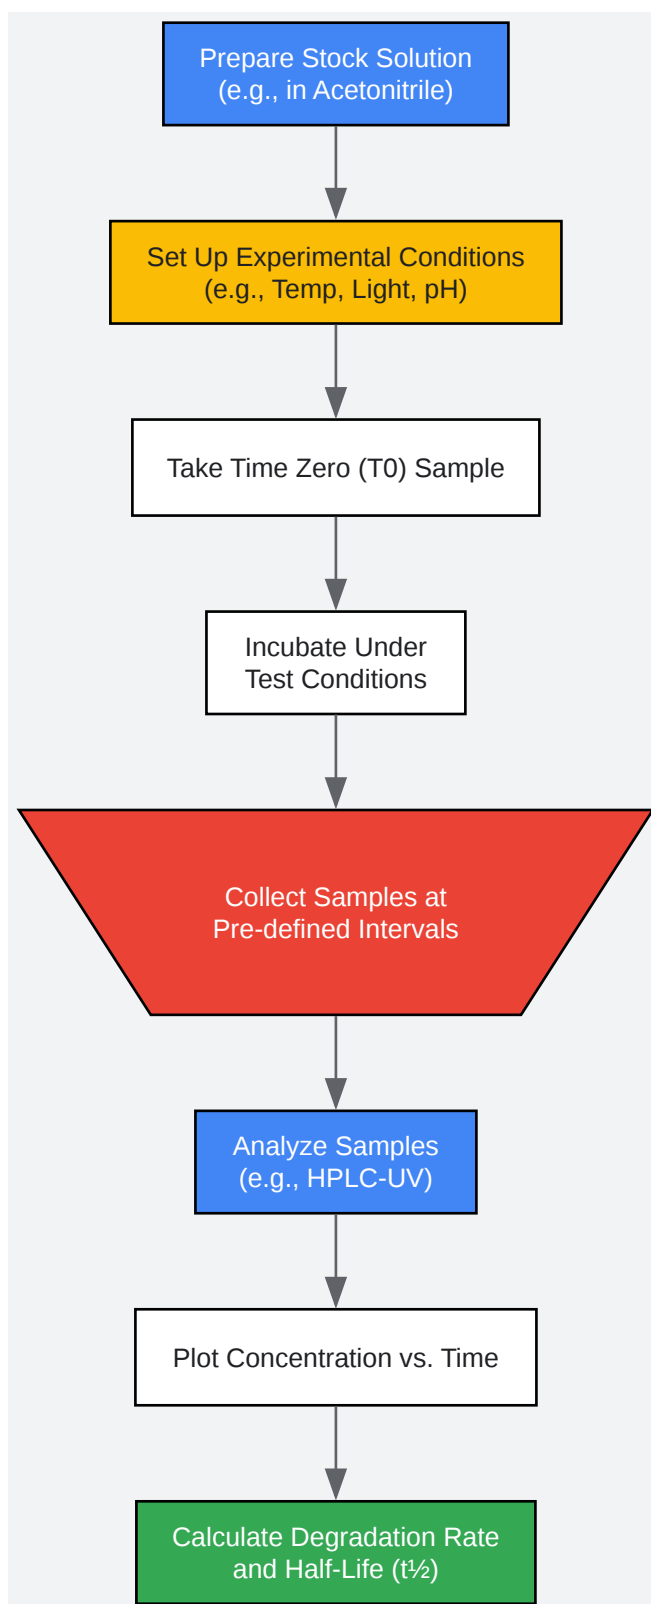 Prepare Stock Solution
(e.g., in Acetonitrile)
Set Up Experimental Conditions
(e.g., Temp, Light, pH)
Take Time Zero (T0) Sample
Incubate Under
Test Conditions
Collect Samples at
Pre-defined Intervals
Analyze Samples
(e.g., HPLC-UV)
Plot Concentration vs. Time
Calculate Degradation Rate
and Half-Life (t½)